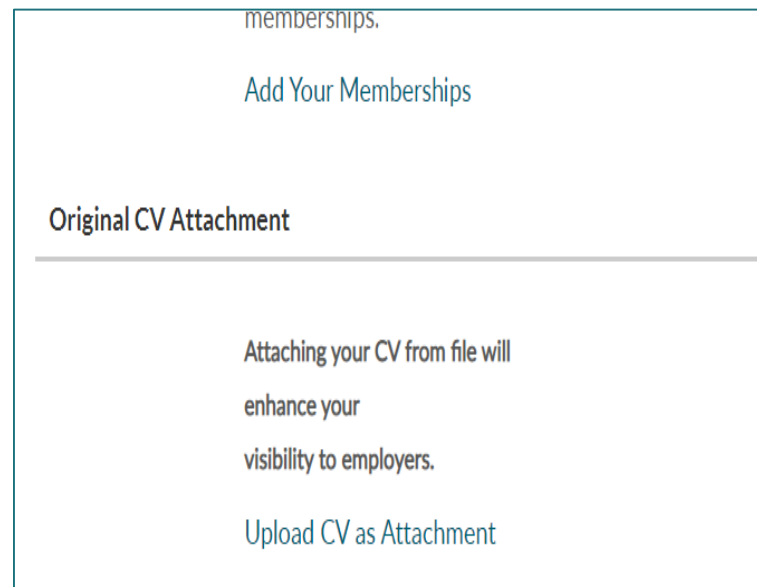 memberships.
Add Your Memberships
Original CV Attachment
Attaching your CV from file will
enhance your
visibility to employers.
Upload CV as Attachment